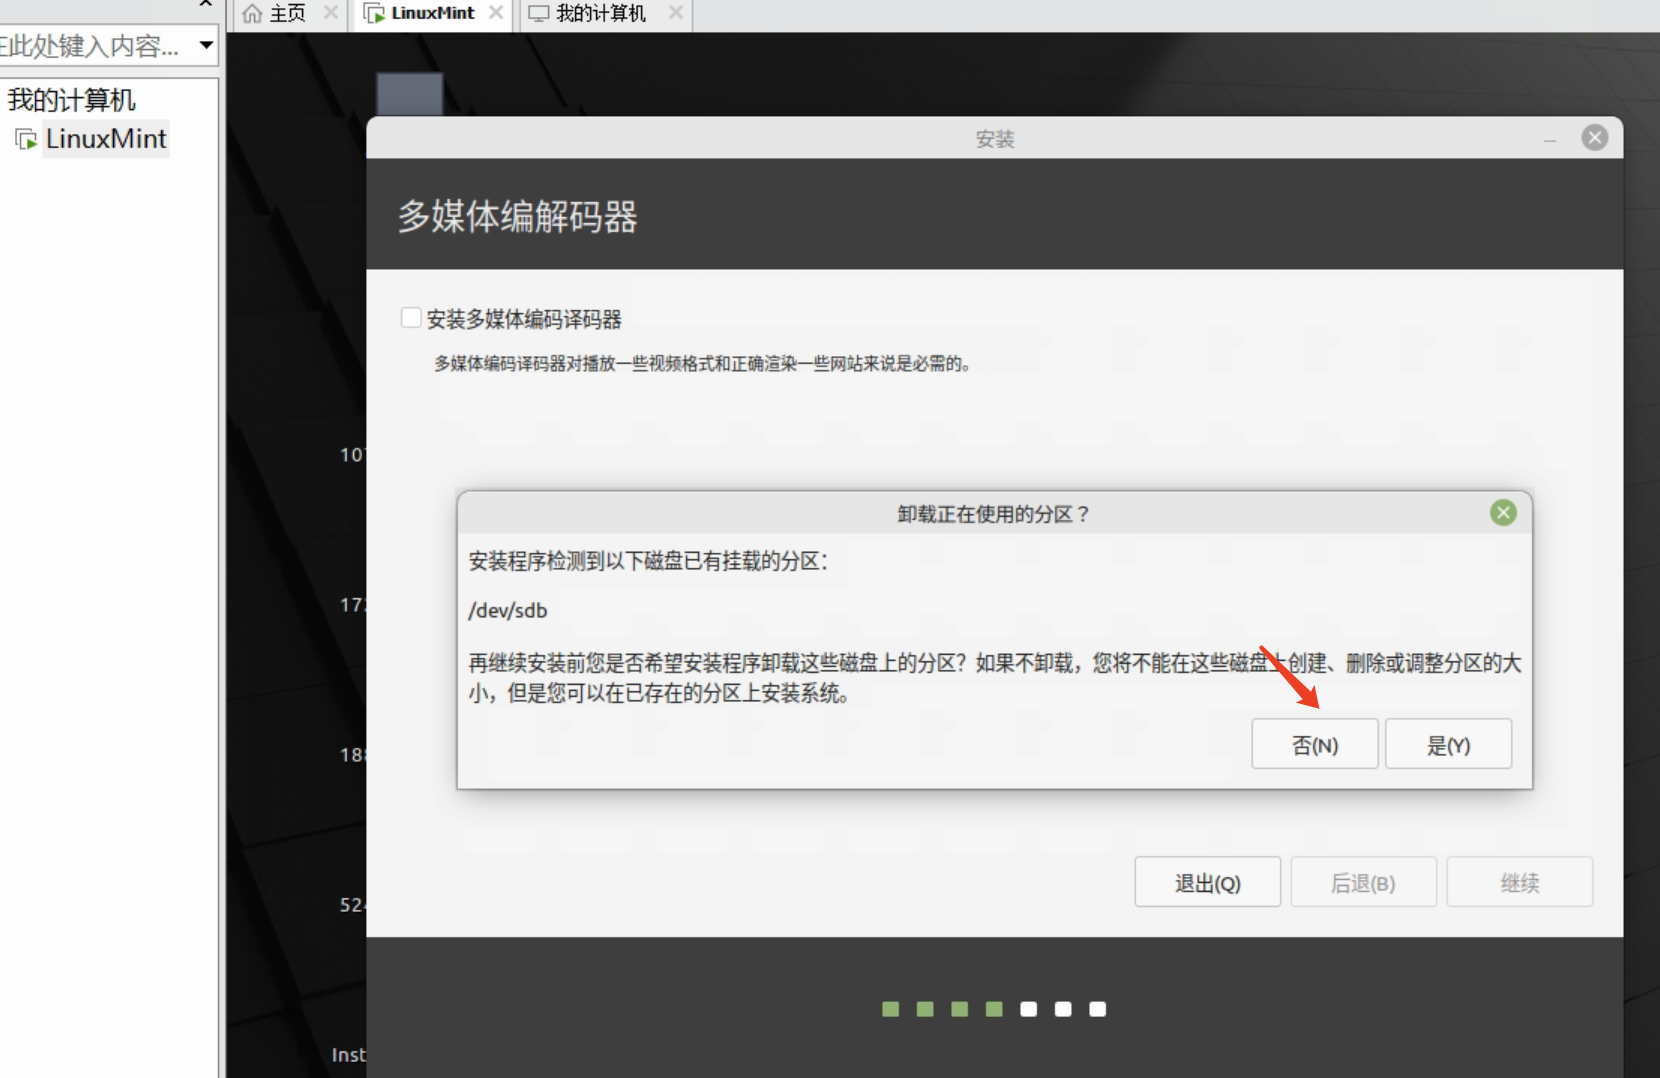 主页
LinuxMint
我的计算机
在此处键入内容...
我的计算机
LinuxMint
安装
多媒体编解码器
安装多媒体编码译码器
多媒体编码译码器对播放一些视频格式和正确渲染一些网站来说是必需的。
卸载正在使用的分区？
安装程序检测到以下磁盘已有挂载的分区：
/dev/sdb
再继续安装前您是否希望安装程序卸载这些磁盘上的分区？如果不卸载，您将不能在这些磁盘上创建、删除或调整分区的大
小，但是您可以在已存在的分区上安装系统。
否(N)
是(Y)
退出(Q)
后退(B)
继续
Inst